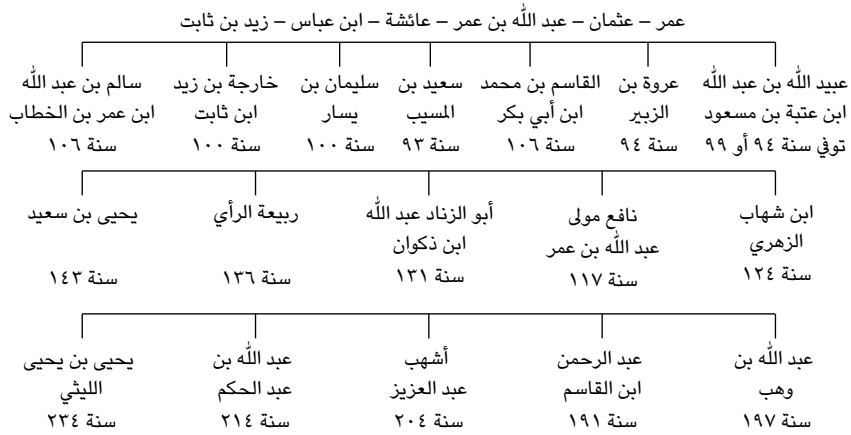 عمر – عثمان – عبد الله بن عمر – عائشة – ابن عباس – زيد بن ثابت
عبيد الله بن عبد الله
ابن عتبة بن مسعود
توفي سنة ٩٤ أو ٩٩
عروة بن
الزبير
سنة ٩٤
القاسم بن محمد
ابن أبي بكر
سنة ١٠٦
سعيد بن
المسيب
سنة ٩٣
سليمان بن
يسار
سنة ١٠٠
خارجة بن زيد
ابن ثابت
سنة ١٠٠
سالم بن عبد الله
ابن عمر بن الخطاب
سنة ١٠٦
ابن شهاب
الزهري
سنة ١٢٤
نافع مولى
عبد الله بن عمر
سنة ١١٧
أبو الزناد عبد الله
ابن ذكوان
سنة ١٣١
ربيعة الرأي
سنة ١٣٦
يحيى بن سعيد
سنة ١٤٣
عبد الله بن
وهب
سنة ١٩٧
عبد الرحمن
ابن القاسم
سنة ١٩١
أشهب
عبد العزيز
سنة ٢٠٤
عبد الله بن
عبد الحكم
سنة ٢١٤
يحيى بن يحيى
الليثي
سنة ٢٣٤